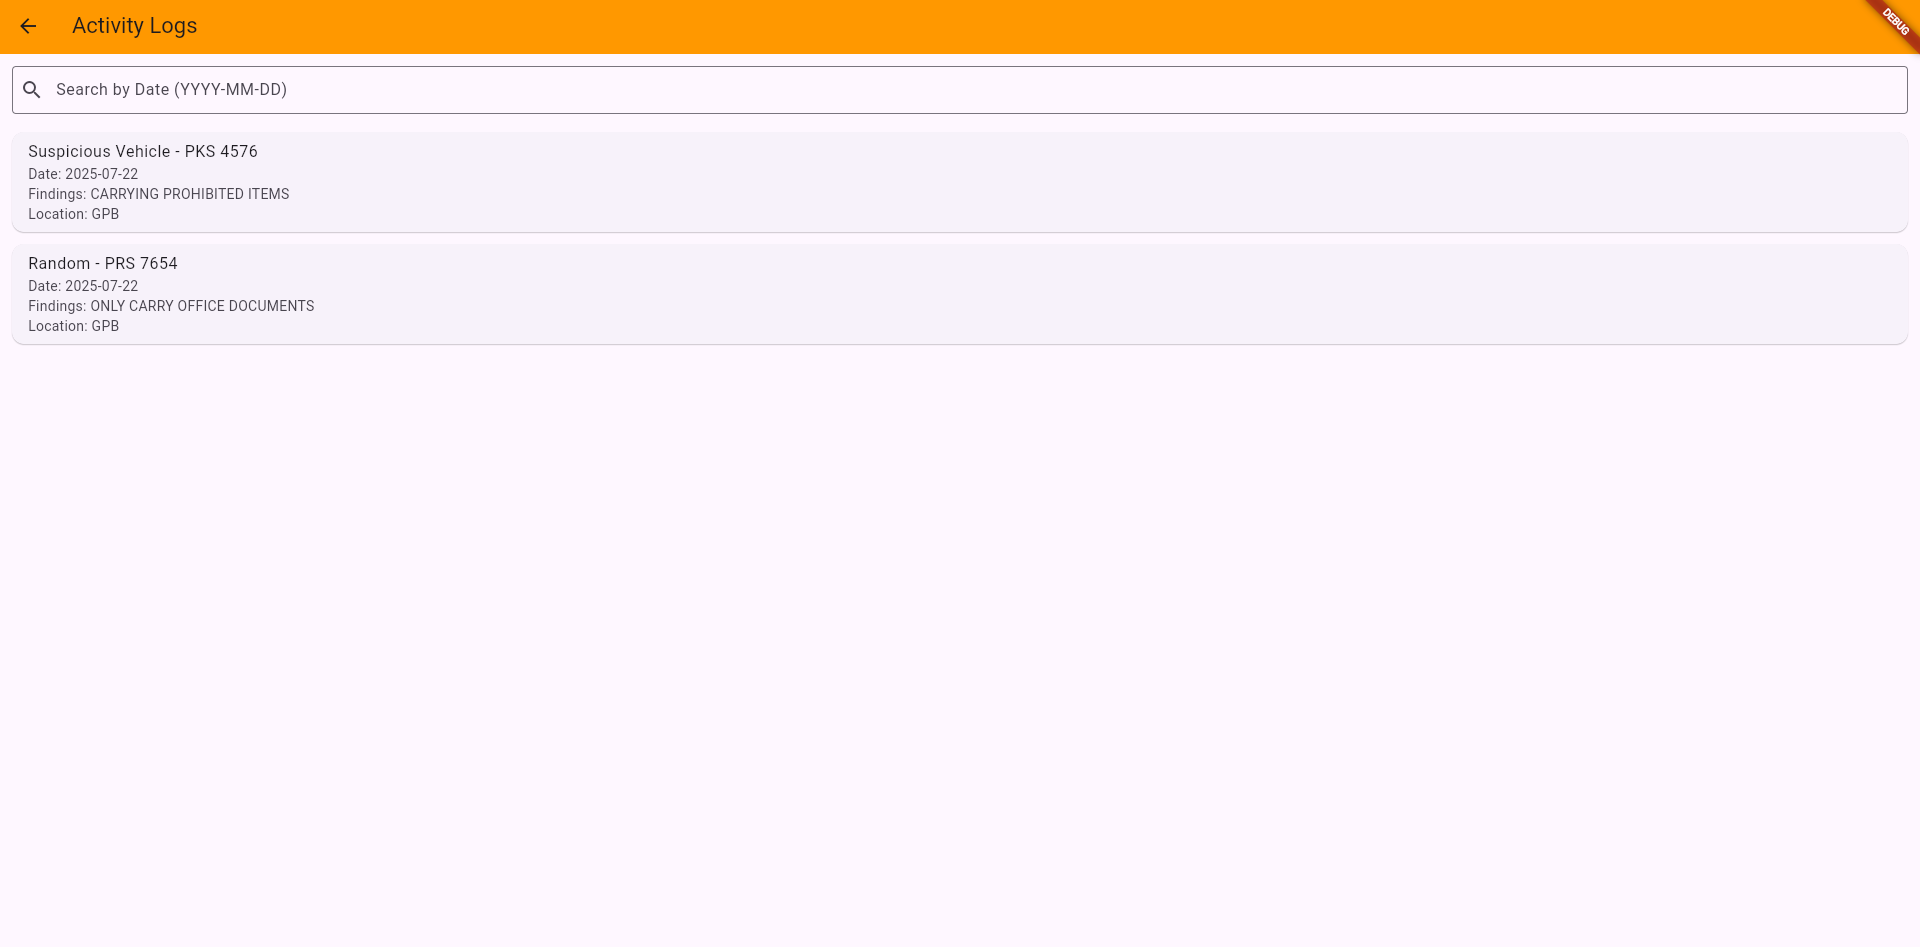 Activity Logs
DEBUG
Search by Date (YYYY-MM-DD)
Suspicious Vehicle - PKS 4576
Date: 2025-07-22
Findings: CARRYING PROHIBITED ITEMS
Location: GPB
Random - PRS 7654
Date: 2025-07-22
Findings: ONLY CARRY OFFICE DOCUMENTS
Location: GPB